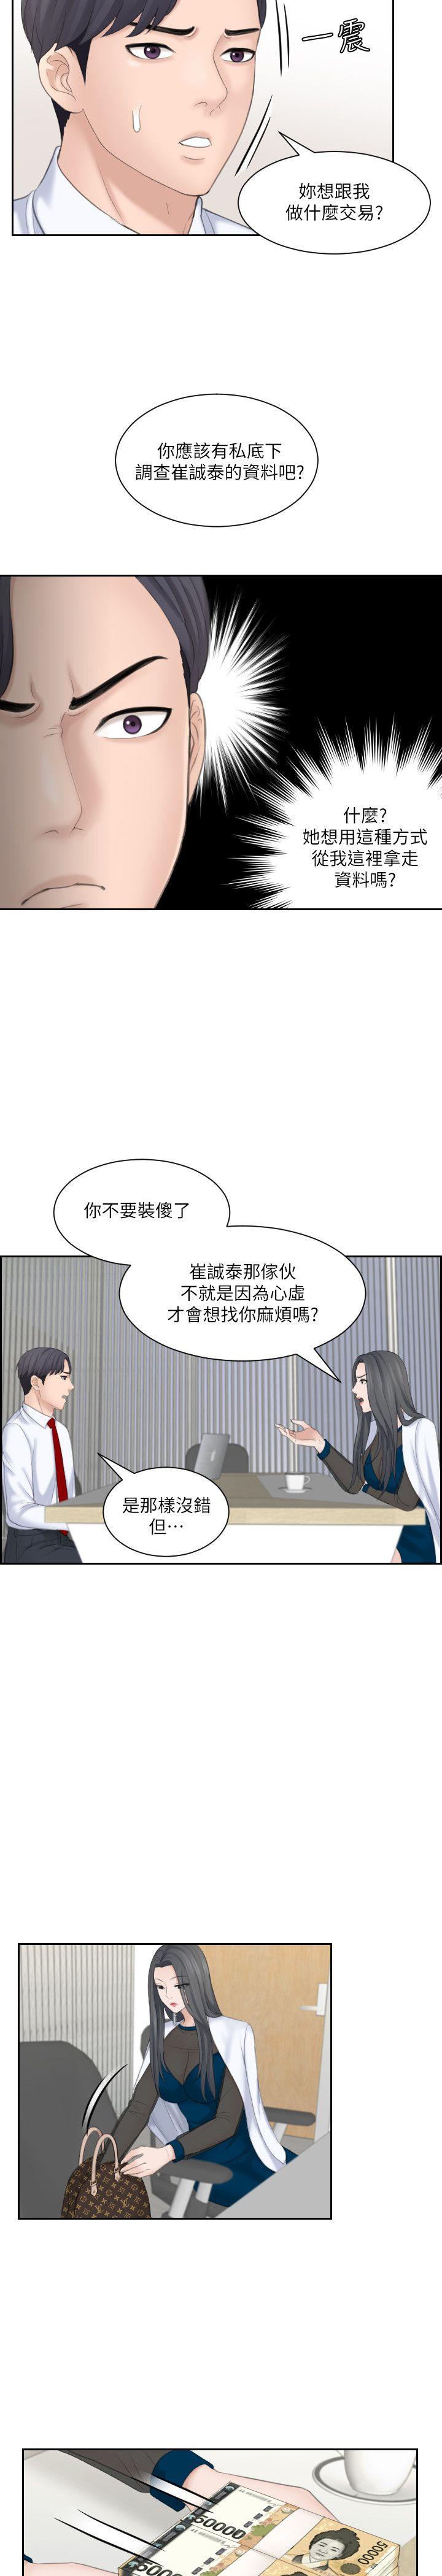 一震
妳想跟我
做什麼交易?
你應該有私底下
調查崔誠泰的資料吧?
什麼?
她想用這種方式
從我這裡拿走
資料嗎?
你不要裝傻了
崔誠泰那傢伙
不就是因為心虛
才會想找你麻煩嗎?
是那樣沒錯
但…
50000
50000
50000